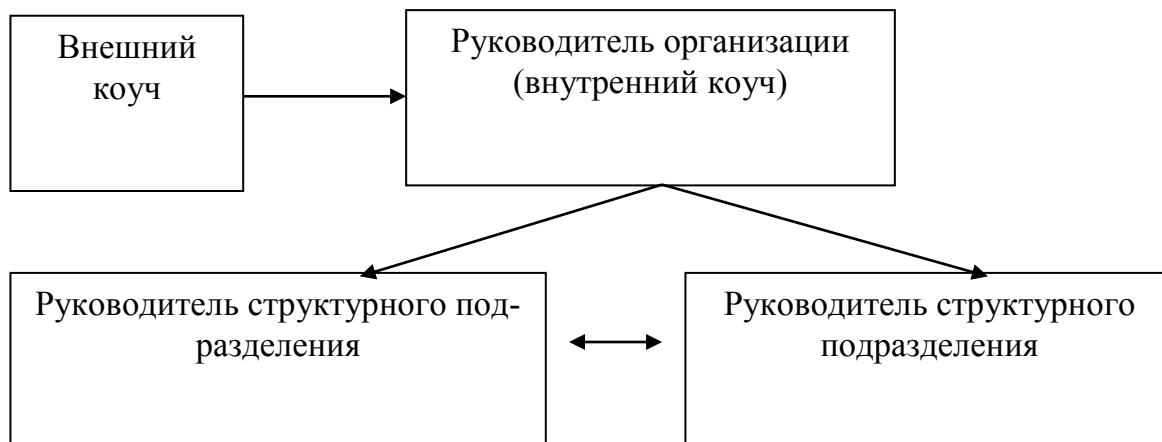 Внешний
коуч
Руководитель организации
(внутренний коуч)
Руководитель структурного под-
разделения
Руководитель структурного
подразделения